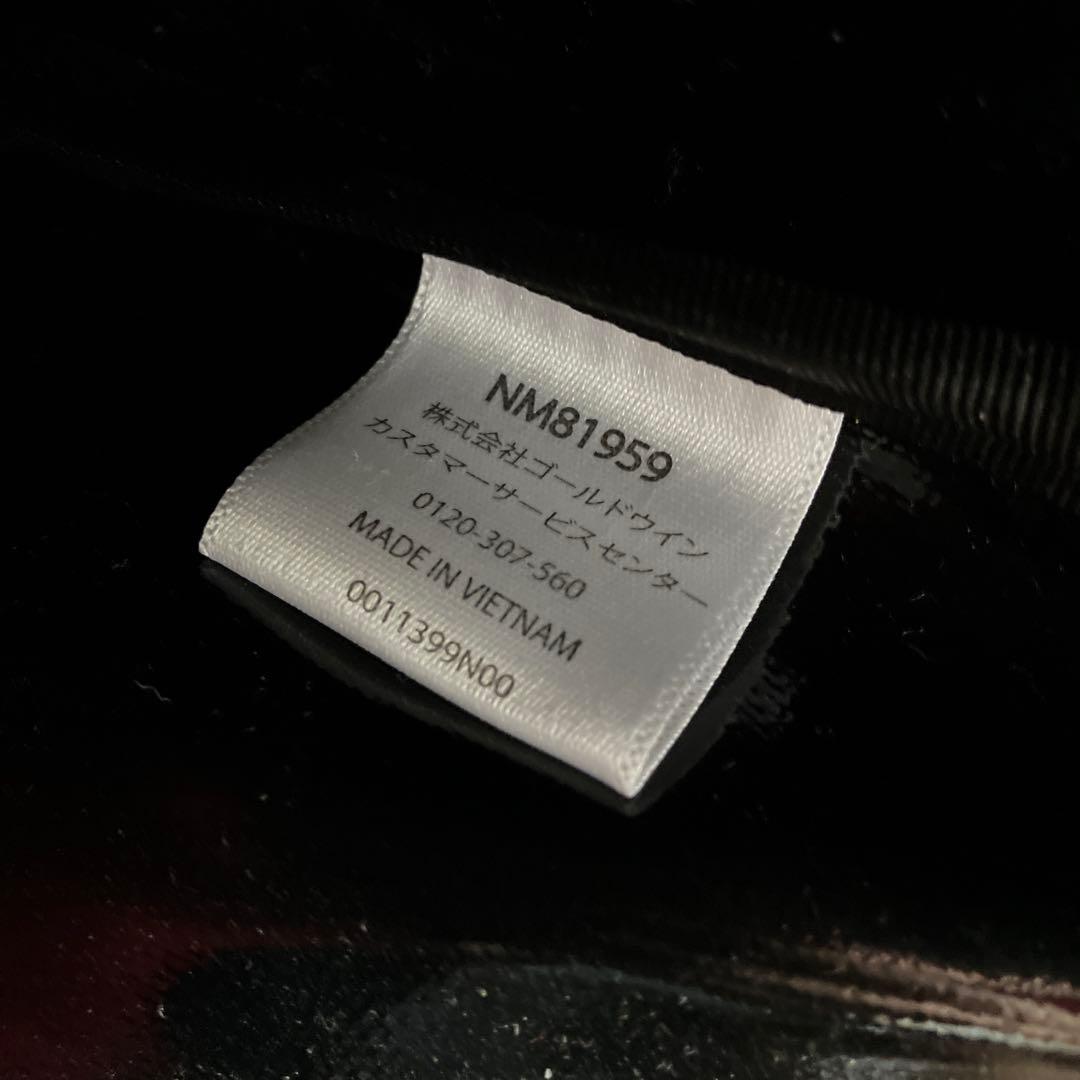 NM81959
株式会社ゴールドウイン
カスタマーサービスセンター
0120-307-560
MADE IN VIETNAM
0011399N00